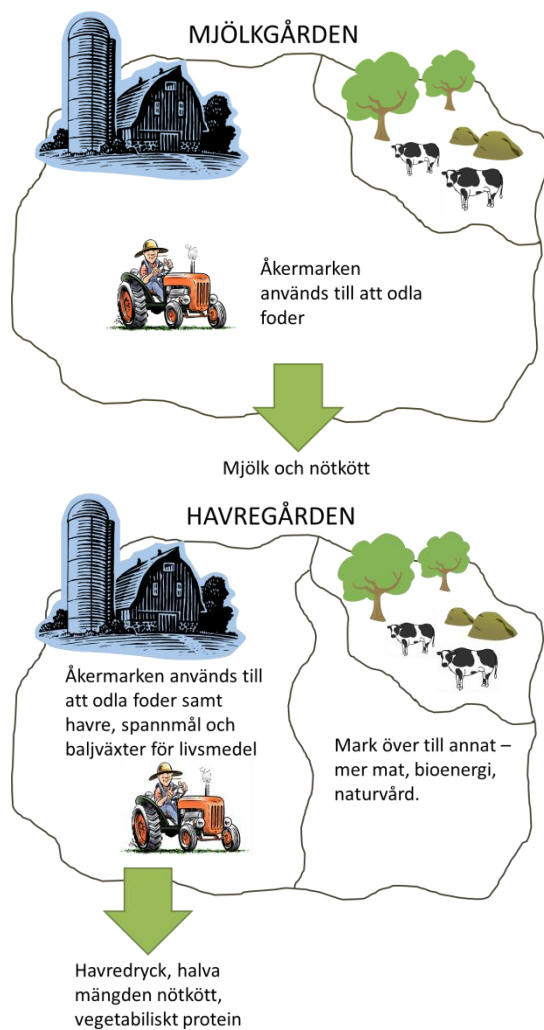 MJÖLKGÅRDEN
Åkermarken
används till att odla
foder
Mjölk och nötkött
HAVREGÅRDEN
Åkermarken används till
att odla foder samt
havre, spannmål och
baljväxter för livsmedel
Mark över till annat –
mer mat, bioenergi,
naturvård.
Havredryck, halva
mängden nötkött,
vegetabiliskt protein